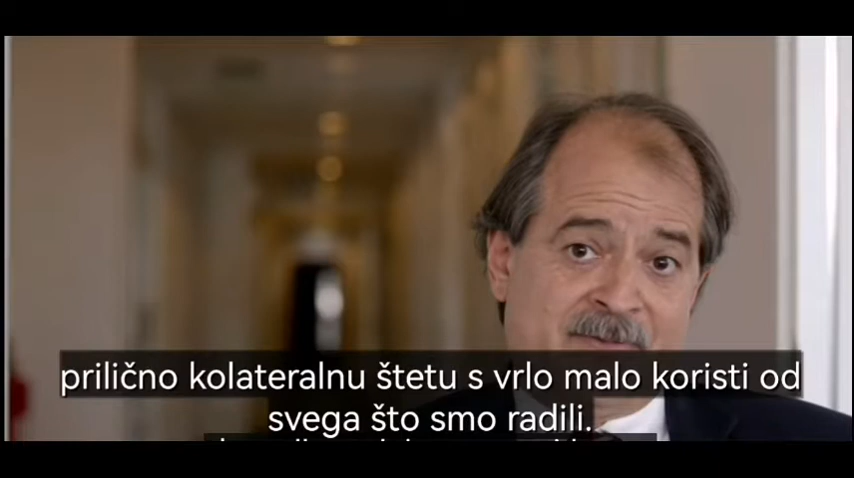 prilično kolateralnu štetu s vrlo malo koristi od
svega što smo radili.